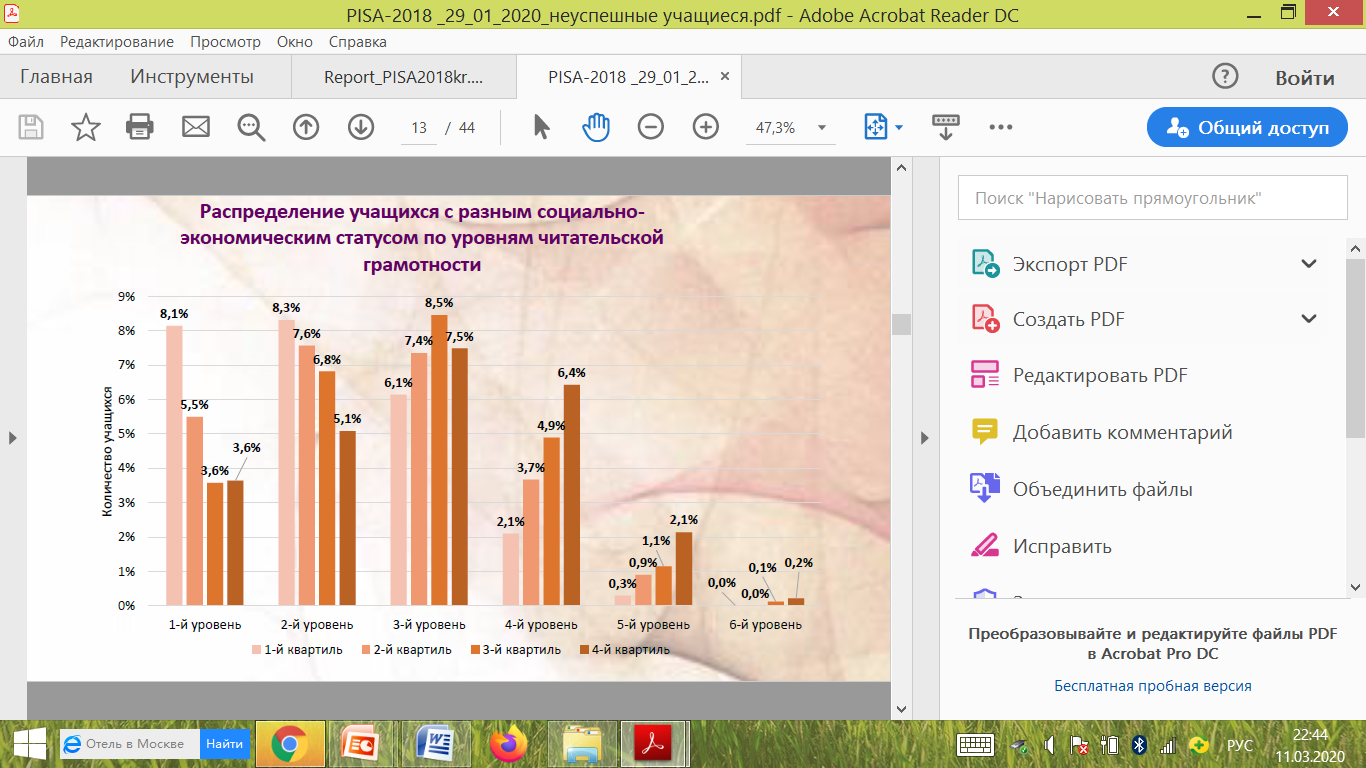 PISA-2018 _29_01_2020_неуспешные учащиеся.pdf - Adobe Acrobat Reader DC
Файл Редактирование Просмотр Окно Справка
Главная Инструменты Report_PISA2018kr.... PISA-2018 _29_01_2... × ? Войти
13 / 44 47,3% Общий доступ
Распределение учащихся с разным социально-
экономическим статусом по уровням читательской
грамотности
Количество учащихся
9%
8%
7%
6%
5%
4%
3%
2%
1%
0%
8,1% 5,5% 3,6% 3,6%
8,3% 7,6% 6,8% 5,1%
6,1% 7,4% 8,5% 7,5%
2,1% 3,7% 4,9% 6,4%
0,3% 0,9% 1,1% 2,1%
0,0% 0,0% 0,1% 0,2%
1-й уровень 2-й уровень 3-й уровень 4-й уровень 5-й уровень 6-й уровень
1-й квартиль 2-й квартиль 3-й квартиль 4-й квартиль
Поиск "Нарисовать прямоугольник"
Экспорт PDF
Создать PDF
Редактировать PDF
Добавить комментарий
Объединить файлы
Исправить
Преобразовывайте и редактируйте файлы PDF
в Acrobat Pro DC
Бесплатная пробная версия
Отель в Москве Найти
РУС
22:44
11.03.2020